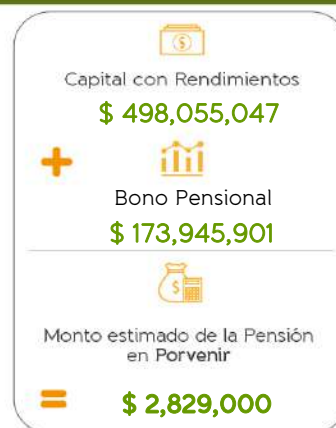 Capital con Rendimientos
$ 498,055,047
+
Bono Pensional
$ 173,945,901
Monto estimado de la Pensión
en Porvenir
= $ 2,829,000